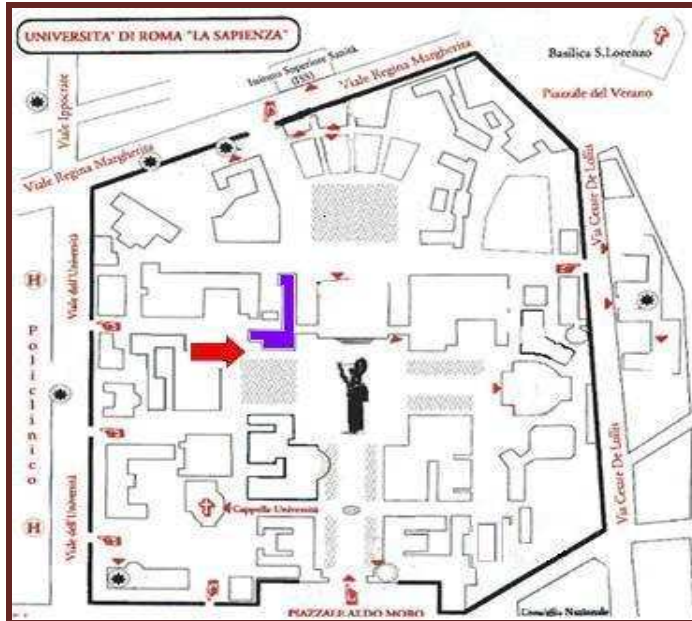 UNIVERSITA' DI ROMA "LA SAPIENZA"
Istituto Superiore Sanità
(ISS)
Viale Regina Margherita
Basilica S.Lorenzo
Piazzale del Verano
Viale Ippocrate
Viale Regina Margherita
Via Cesare De Lollis
Viale dell'Università
H
Policlinico
H
Viale dell'Università
Cappella Università
Via Cesare De Lollis
PIAZZALE ALDO MORO
Nazionale